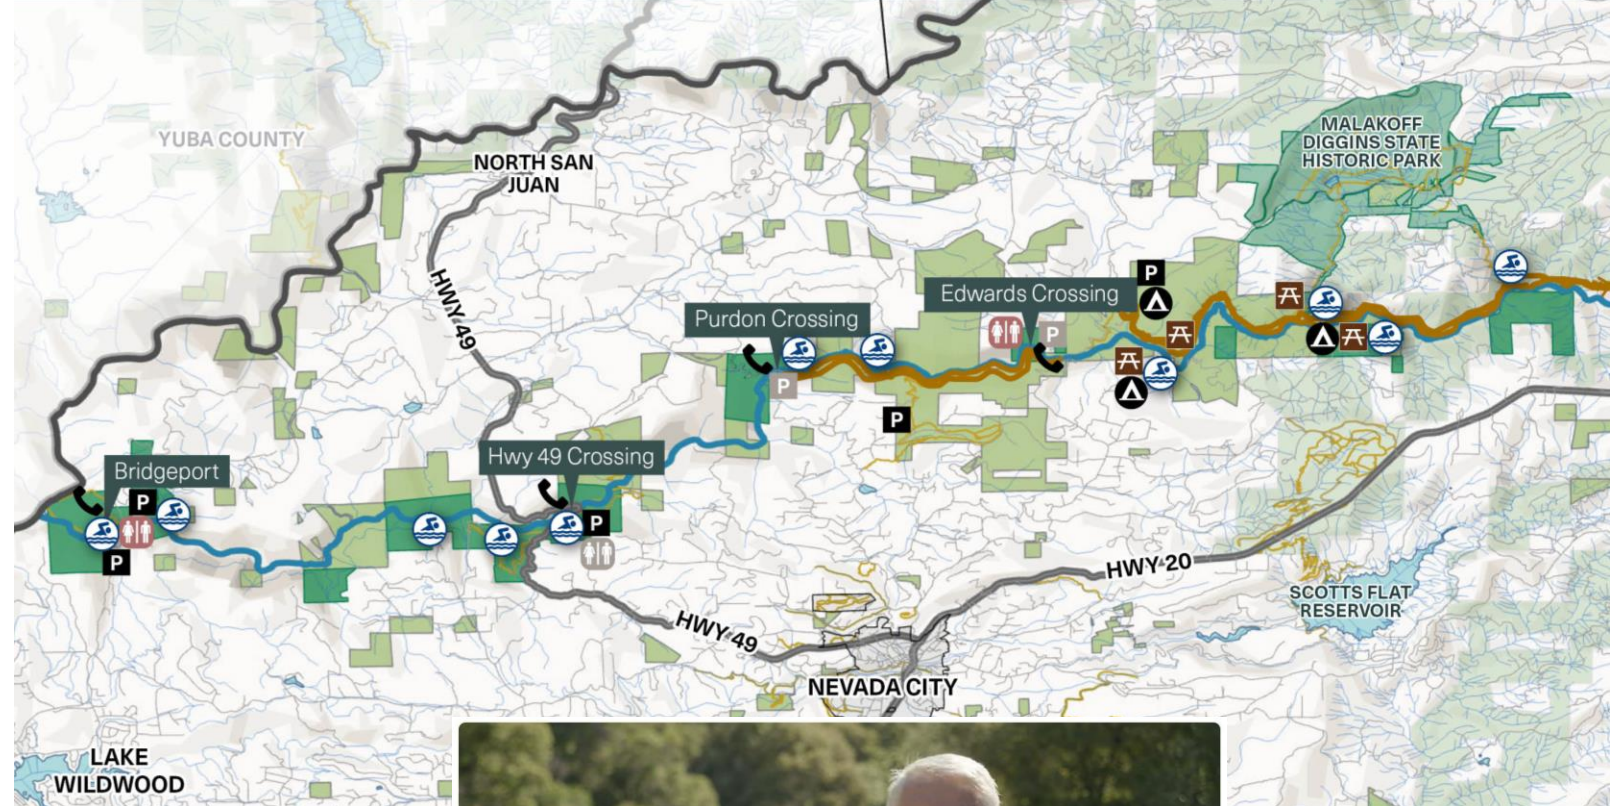 YUBA COUNTY
NORTH SAN
JUAN
MALAKOFF
DIGGINS STATE
HISTORIC PARK
HWY 49
Edwards Crossing
P
P
Purdon Crossing
P
P
Hwy 49 Crossing
Bridgeport
P
P
P
HWY 20
SCOTTS FLAT
RESERVOIR
HWY 49
NEVADA CITY
LAKE
WILDWOOD